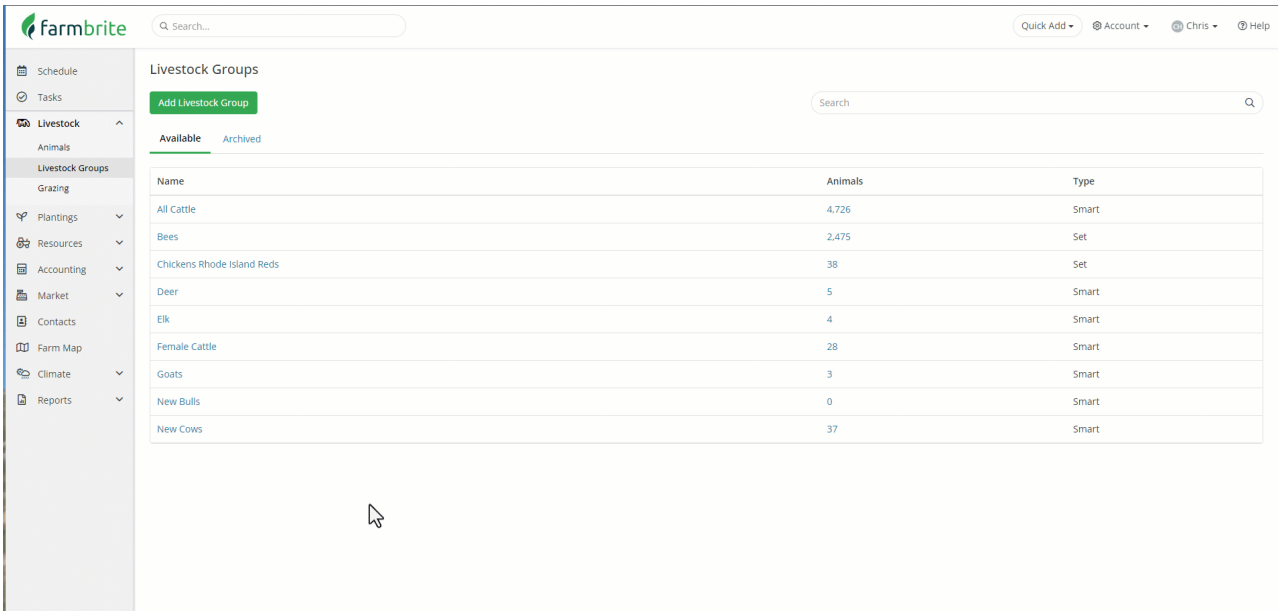 farmbrite Search... Quick Add Account CH Chris Help
Schedule
Tasks
Livestock
Animals
Livestock Groups
Grazing
Plantings
Resources
Accounting
Market
Contacts
Farm Map
Climate
Reports
Livestock Groups
Add Livestock Group Search
Available Archived
Name Animals Type
All Cattle 4,726 Smart
Bees 2,475 Set
Chickens Rhode Island Reds 38 Set
Deer 5 Smart
Elk 4 Smart
Female Cattle 28 Smart
Goats 3 Smart
New Bulls 0 Smart
New Cows 37 Smart